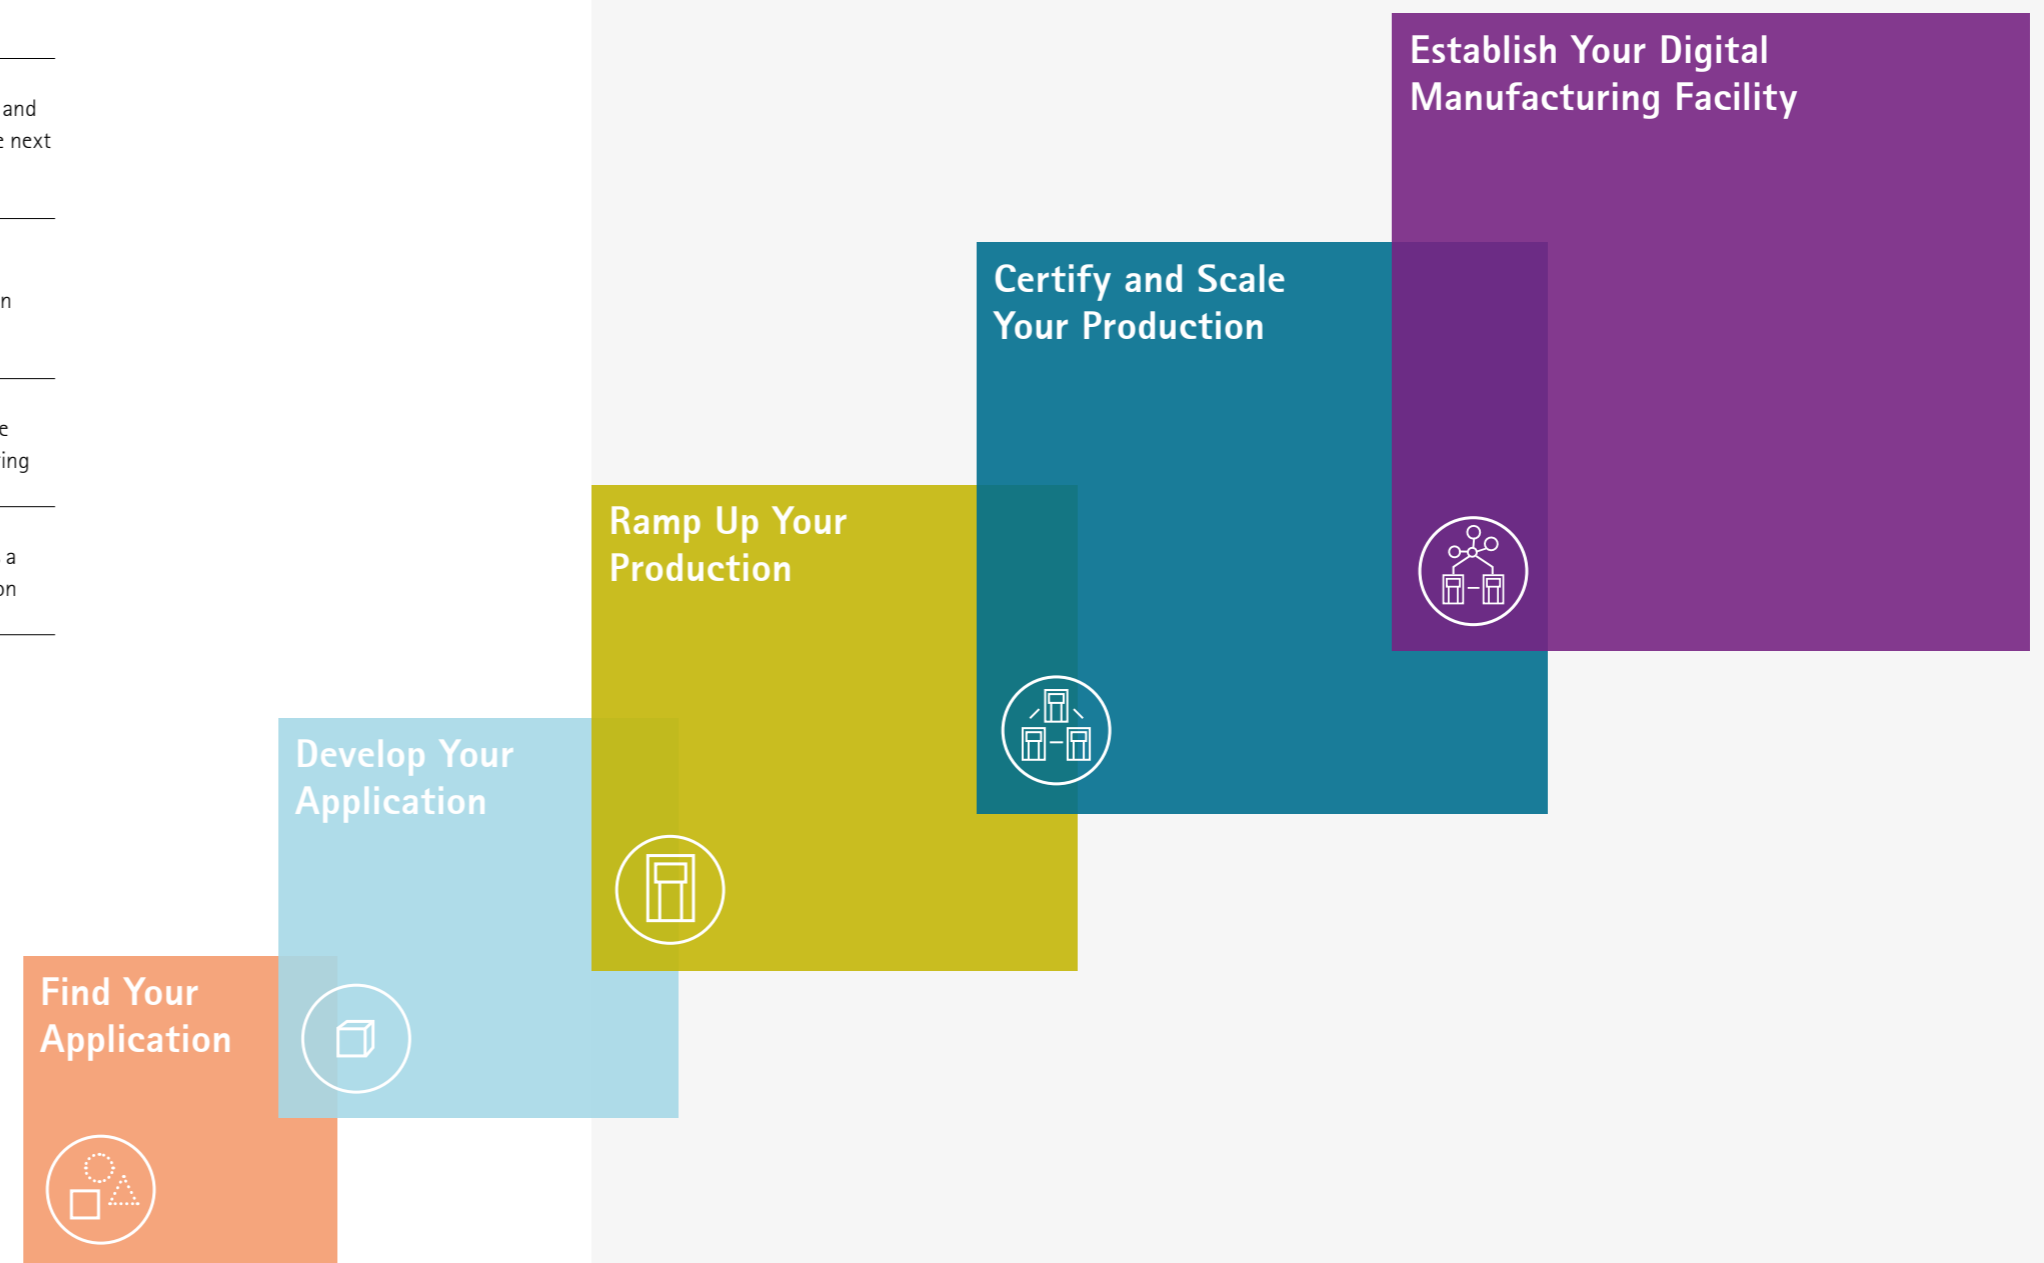 and
next
ing
a
Establish Your Digital
Manufacturing Facility
Certify and Scale
Your Production
Ramp Up Your
Production
Develop Your
Application
Find Your
Application